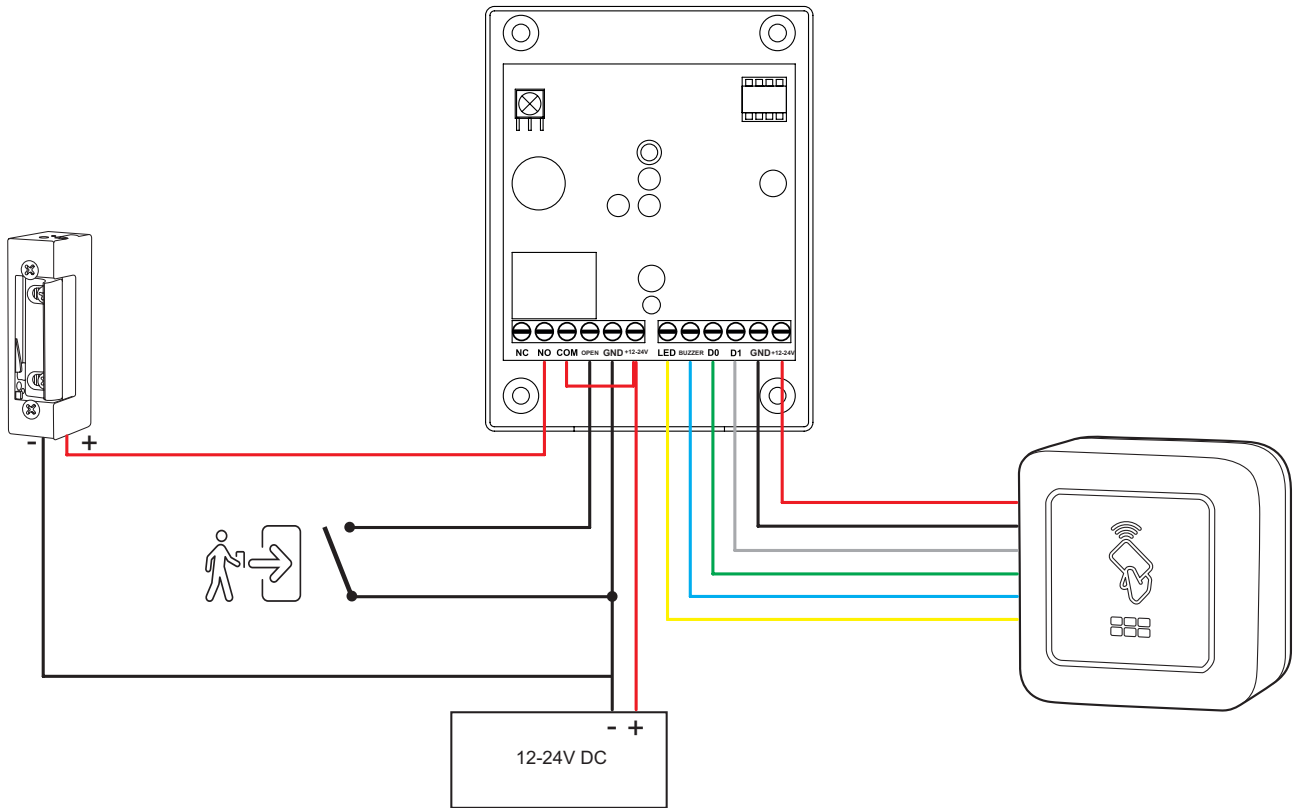 NC NO COM OPEN GND +12-24V LED BUZZER D0 D1 GND +12-24V
- +
- +
12-24V DC